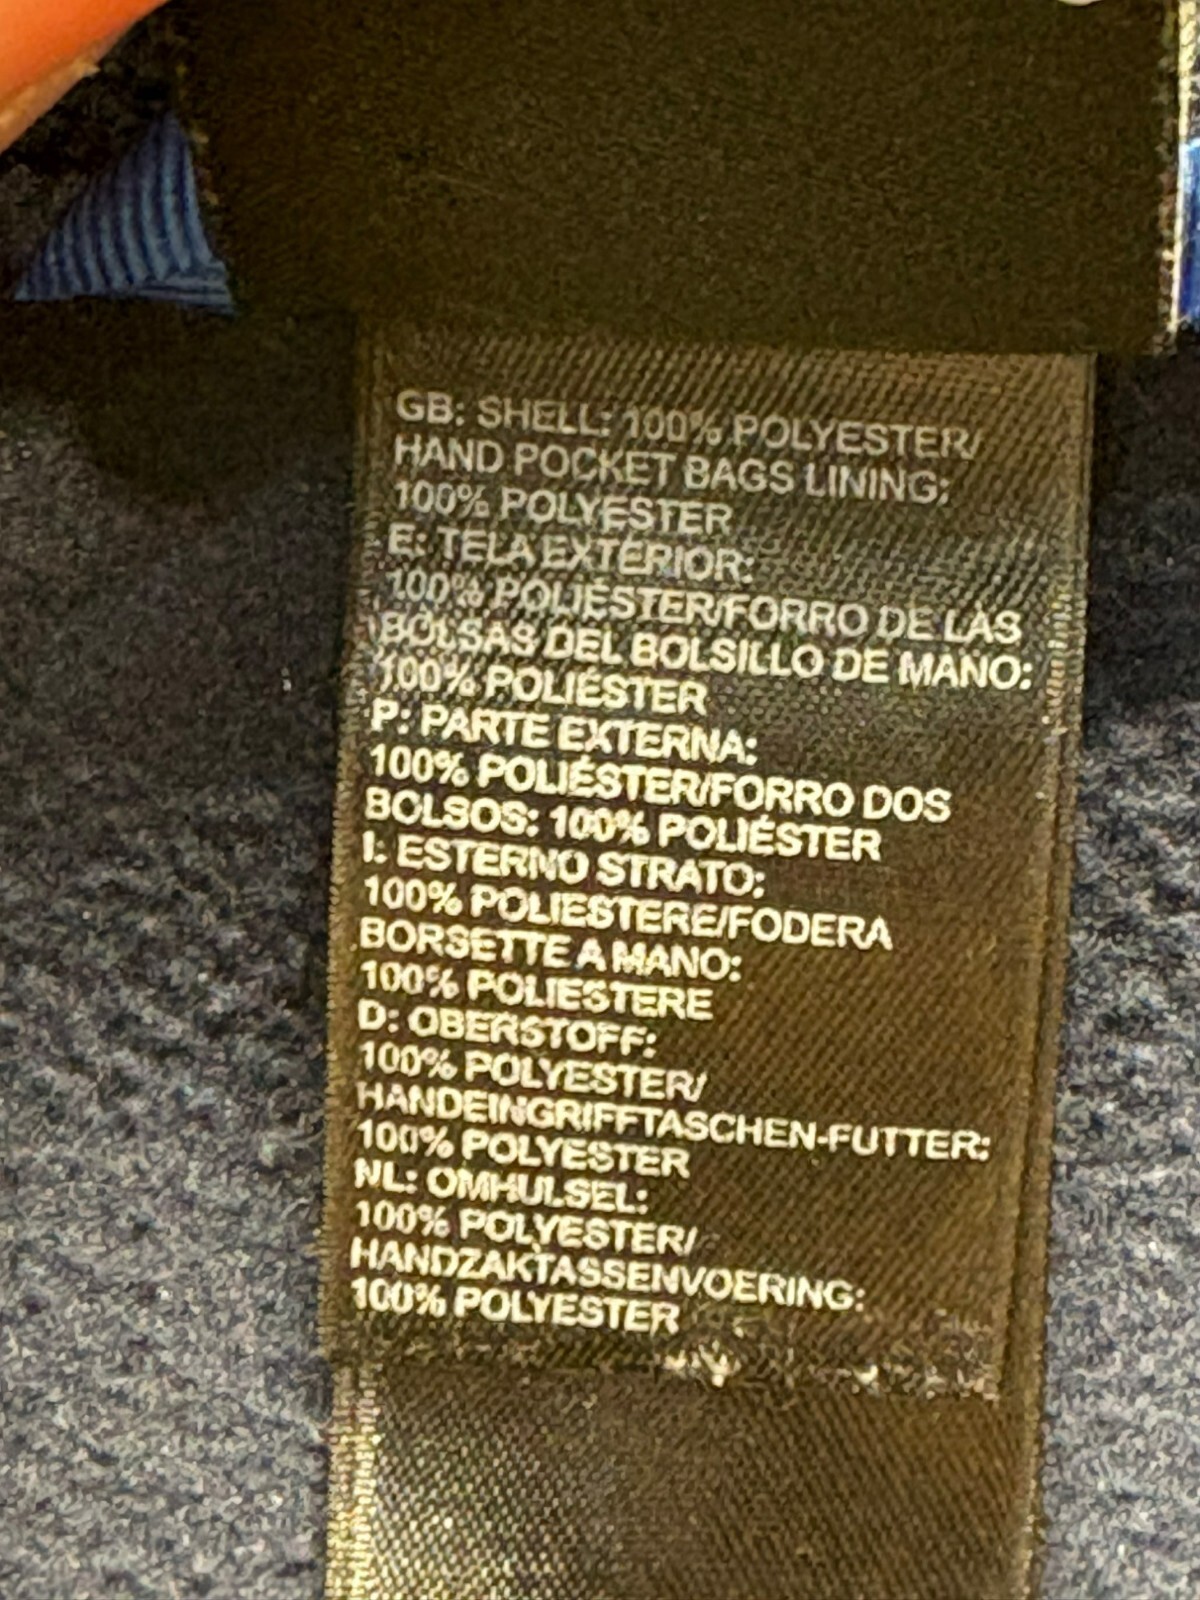 GB: SHELL: 100% POLYESTER/
HAND POCKET BAGS LINING:
100% POLYESTER
E: TELA EXTERIOR:
100% POLIÉSTER/FORRO DE LAS
BOLSAS DEL BOLSILLO DE MANO:
100% POLIÉSTER
P: PARTE EXTERNA:
100% POLIÉSTER/FORRO DOS
BOLSOS: 100% POLIÉSTER
I: ESTERNO STRATO:
100% POLIESTERE/FODERA
BORSETTE A MANO:
100% POLIESTERE
D: OBERSTOFF:
100% POLYESTER/
HANDEINGRIFFTASCHEN-FUTTER:
100% POLYESTER
NL: OMHULSEL:
100% POLYESTER/
HANDZAKTASSENVOERING:
100% POLYESTER